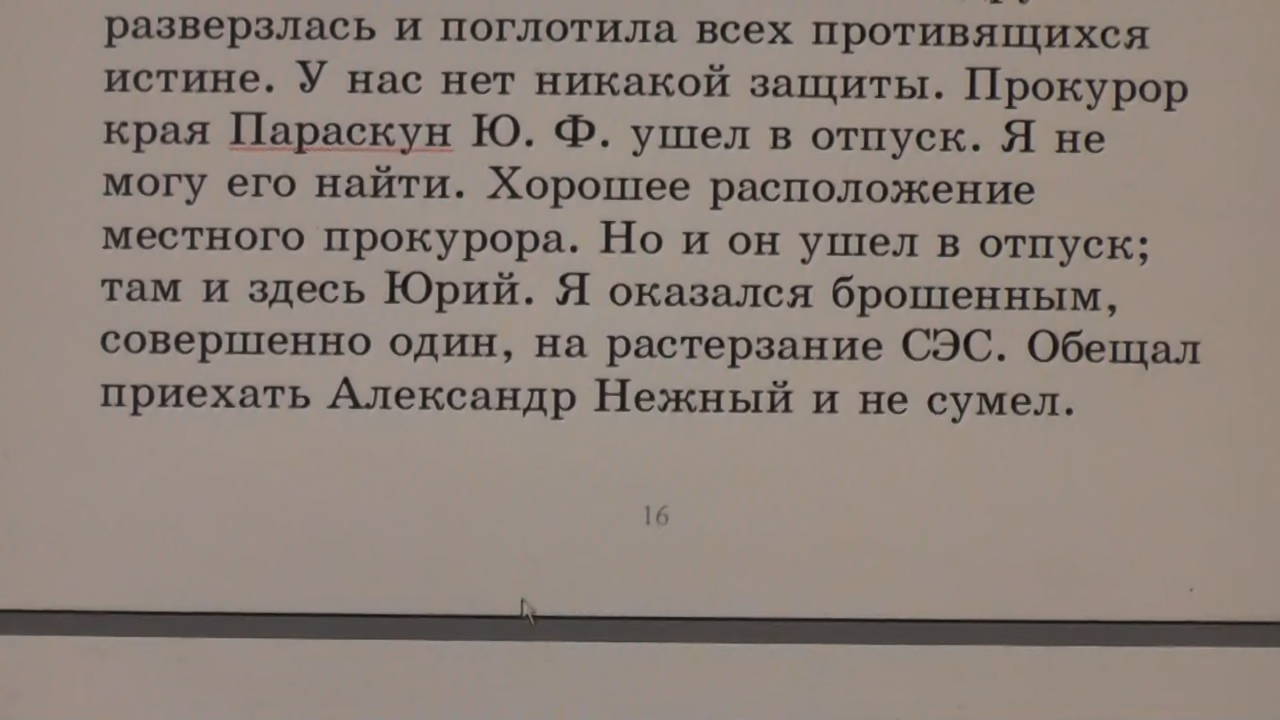 разверзлась и поглотила всех противящихся
истине. У нас нет никакой защиты. Прокурор
края Параскун Ю. Ф. ушел в отпуск. Я не
могу его найти. Хорошее расположение
местного прокурора. Но и он ушел в отпуск;
там и здесь Юрий. Я оказался брошенным,
совершенно один, на растерзание СЭС. Обещал
приехать Александр Нежный и не сумел.
16